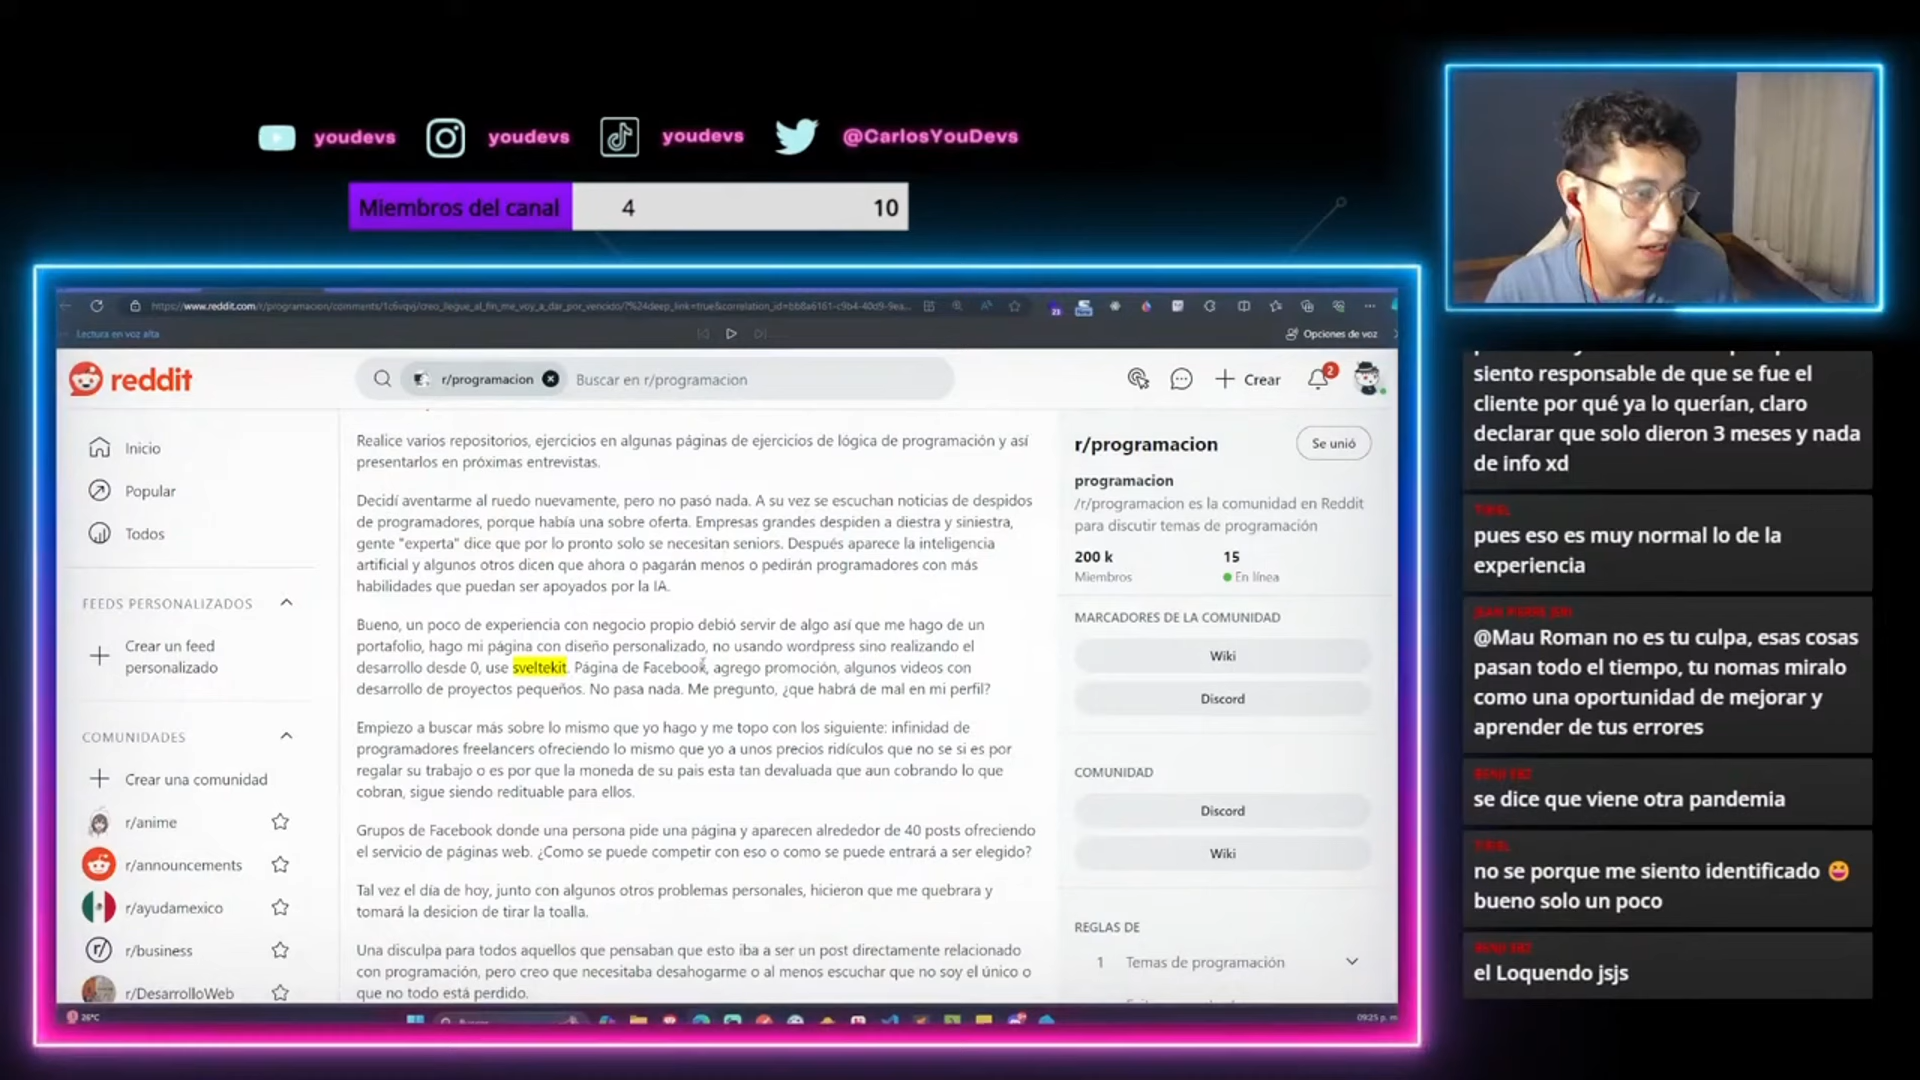 youdevs
youdevs
youdevs
@CarlosYouDevs
Miembros del canal 4 10
Lectura en voz alta
Opciones de voz
reddit
r/programacion
Buscar en r/programacion
Crear
2
Inicio
Popular
Todos
FEEDS PERSONALIZADOS
Crear un feed
personalizado
COMUNIDADES
Crear una comunidad
r/anime
r/announcements
r/ayudamexico
r/business
r/DesarrolloWeb
Realice varios repositorios, ejercicios en algunas páginas de ejercicios de lógica de programación y así
presentarlos en próximas entrevistas.
Decidí aventarme al ruedo nuevamente, pero no pasó nada. A su vez se escuchan noticias de despidos
de programadores, porque había una sobre oferta. Empresas grandes despiden a diestra y siniestra,
gente "experta" dice que por lo pronto solo se necesitan seniors. Después aparece la inteligencia
artificial y algunos otros dicen que ahora o pagarán menos o pedirán programadores con más
habilidades que puedan ser apoyados por la IA.
Bueno, un poco de experiencia con negocio propio debió servir de algo así que me hago de un
portafolio, hago mi página con diseño personalizado, no usando wordpress sino realizando el
desarrollo desde 0, use sveltekit. Página de Facebook, agrego promoción, algunos videos con
desarrollo de proyectos pequeños. No pasa nada. Me pregunto, ¿que habrá de mal en mi perfil?
Empiezo a buscar más sobre lo mismo que yo hago y me topo con los siguiente: infinidad de
programadores freelancers ofreciendo lo mismo que yo a unos precios ridículos que no se si es por
regalar su trabajo o es por que la moneda de su pais esta tan devaluada que aun cobrando lo que
cobran, sigue siendo redituable para ellos.
Grupos de Facebook donde una persona pide una página y aparecen alrededor de 40 posts ofreciendo
el servicio de páginas web. ¿Como se puede competir con eso o como se puede entrará a ser elegido?
Tal vez el día de hoy, junto con algunos otros problemas personales, hicieron que me quebrara y
tomará la desicion de tirar la toalla.
Una disculpa para todos aquellos que pensaban que esto iba a ser un post directamente relacionado
con programación, pero creo que necesitaba desahogarme o al menos escuchar que no soy el único o
que no todo está perdido.
r/programacion
Se unió
programacion
/r/programacion es la comunidad en Reddit
para discutir temas de programación
200 k 15
Miembros En línea
MARCADORES DE LA COMUNIDAD
Wiki
Discord
COMUNIDAD
Discord
Wiki
REGLAS DE
1 Temas de programación
26°C
siento responsable de que se fue el
cliente por qué ya lo querían, claro
declarar que solo dieron 3 meses y nada
de info xd
pues eso es muy normal lo de la
experiencia
@Mau Roman no es tu culpa, esas cosas
pasan todo el tiempo, tu nomas miralo
como una oportunidad de mejorar y
aprender de tus errores
se dice que viene otra pandemia
no se porque me siento identificado
bueno solo un poco
el Loquendo jsjs